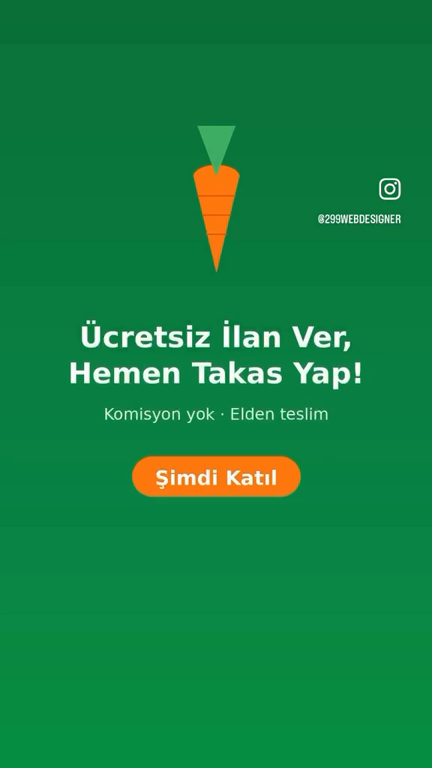 @299WEBDESIGNER
Ücretsiz İlan Ver,
Hemen Takas Yap!
Komisyon yok · Elden teslim
Şimdi Katıl